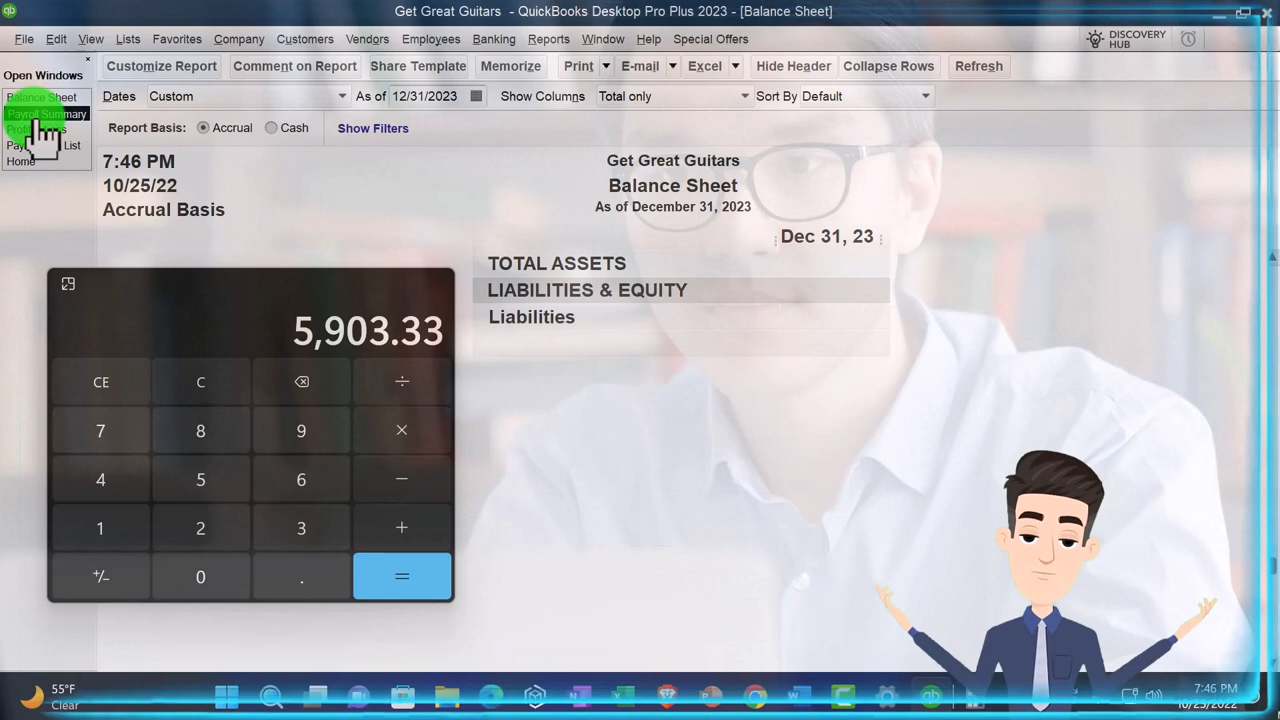 qb Get Great Guitars - QuickBooks Desktop Pro Plus 2023 - [Balance Sheet]
File Edit View Lists Favorites Company Customers Vendors Employees Banking Reports Window Help Special Offers DISCOVERY HUB
Open Windows
Balance Sheet
Payroll Summary
List
Home
Customize Report Comment on Report Share Template Memorize Print E-mail Excel Hide Header Collapse Rows Refresh
Dates Custom As of 12/31/2023 Show Columns Total only Sort By Default
Report Basis: Accrual Cash Show Filters
7:46 PM
10/25/22
Accrual Basis
Get Great Guitars
Balance Sheet
As of December 31, 2023
Dec 31, 23
TOTAL ASSETS
LIABILITIES & EQUITY
Liabilities
5,903.33
CE C ÷
7 8 9 ×
4 5 6 −
1 2 3 +
+/− 0 . =
55°F
Clear
7:46 PM
10/25/2022